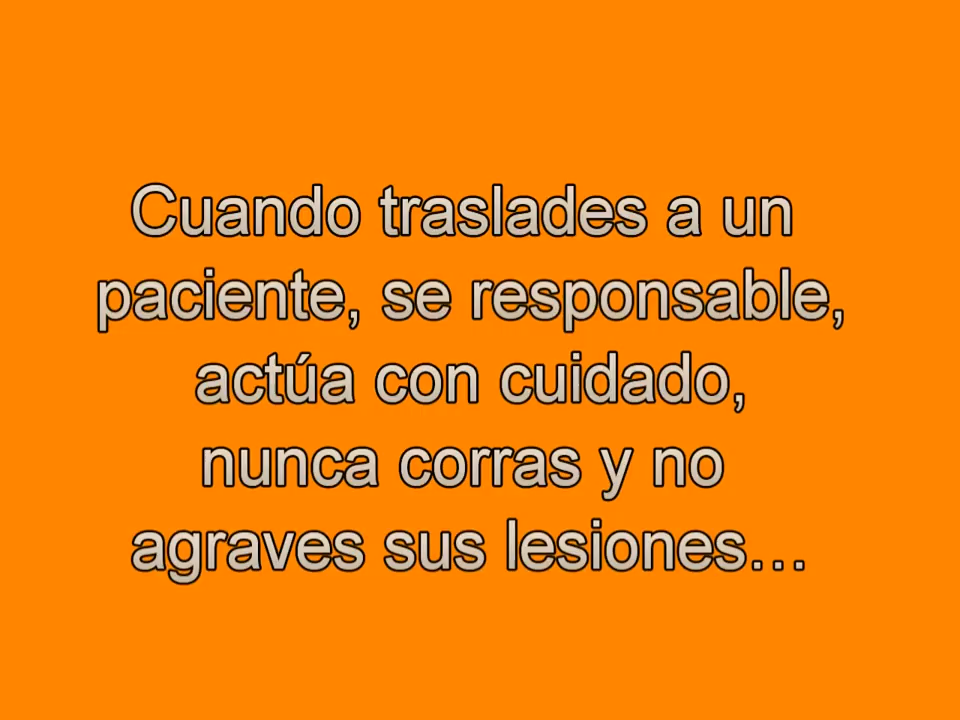 Cuando traslades a un
paciente, se responsable,
actúa con cuidado,
nunca corras y no
agraves sus lesiones...